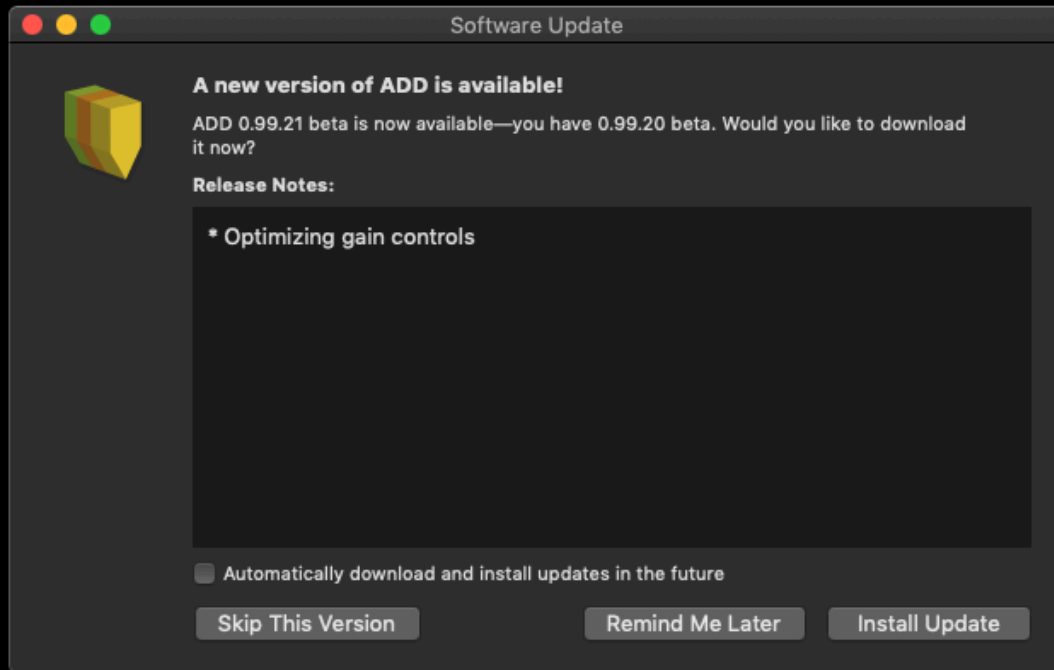 Software Update
A new version of ADD is available!
ADD 0.99.21 beta is now available—you have 0.99.20 beta. Would you like to download
it now?
Release Notes:
* Optimizing gain controls
Automatically download and install updates in the future
Skip This Version
Remind Me Later
Install Update